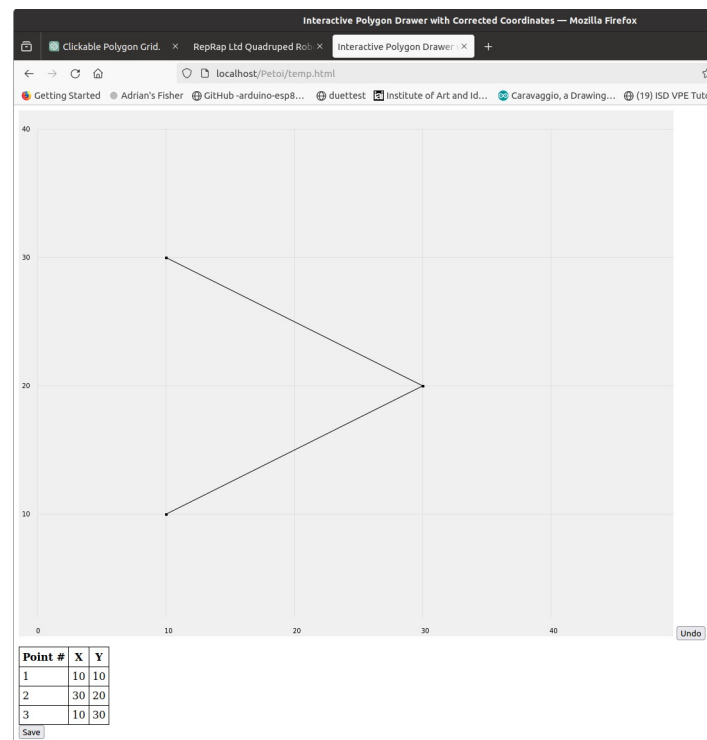 Interactive Polygon Drawer with Corrected Coordinates — Mozilla Firefox
Clickable Polygon Grid. × RepRap Ltd Quadruped Rob × Interactive Polygon Drawer × +
localhost/Petoi/temp.html
Getting Started Adrian's Fisher GitHub -arduino-esp8... duettest Institute of Art and Id... Caravaggio, a Drawing... (19) ISD VPE Tut
40
30
20
10
0 10 20 30 40
Undo
Point # X Y
1 10 10
2 30 20
3 10 30
Save